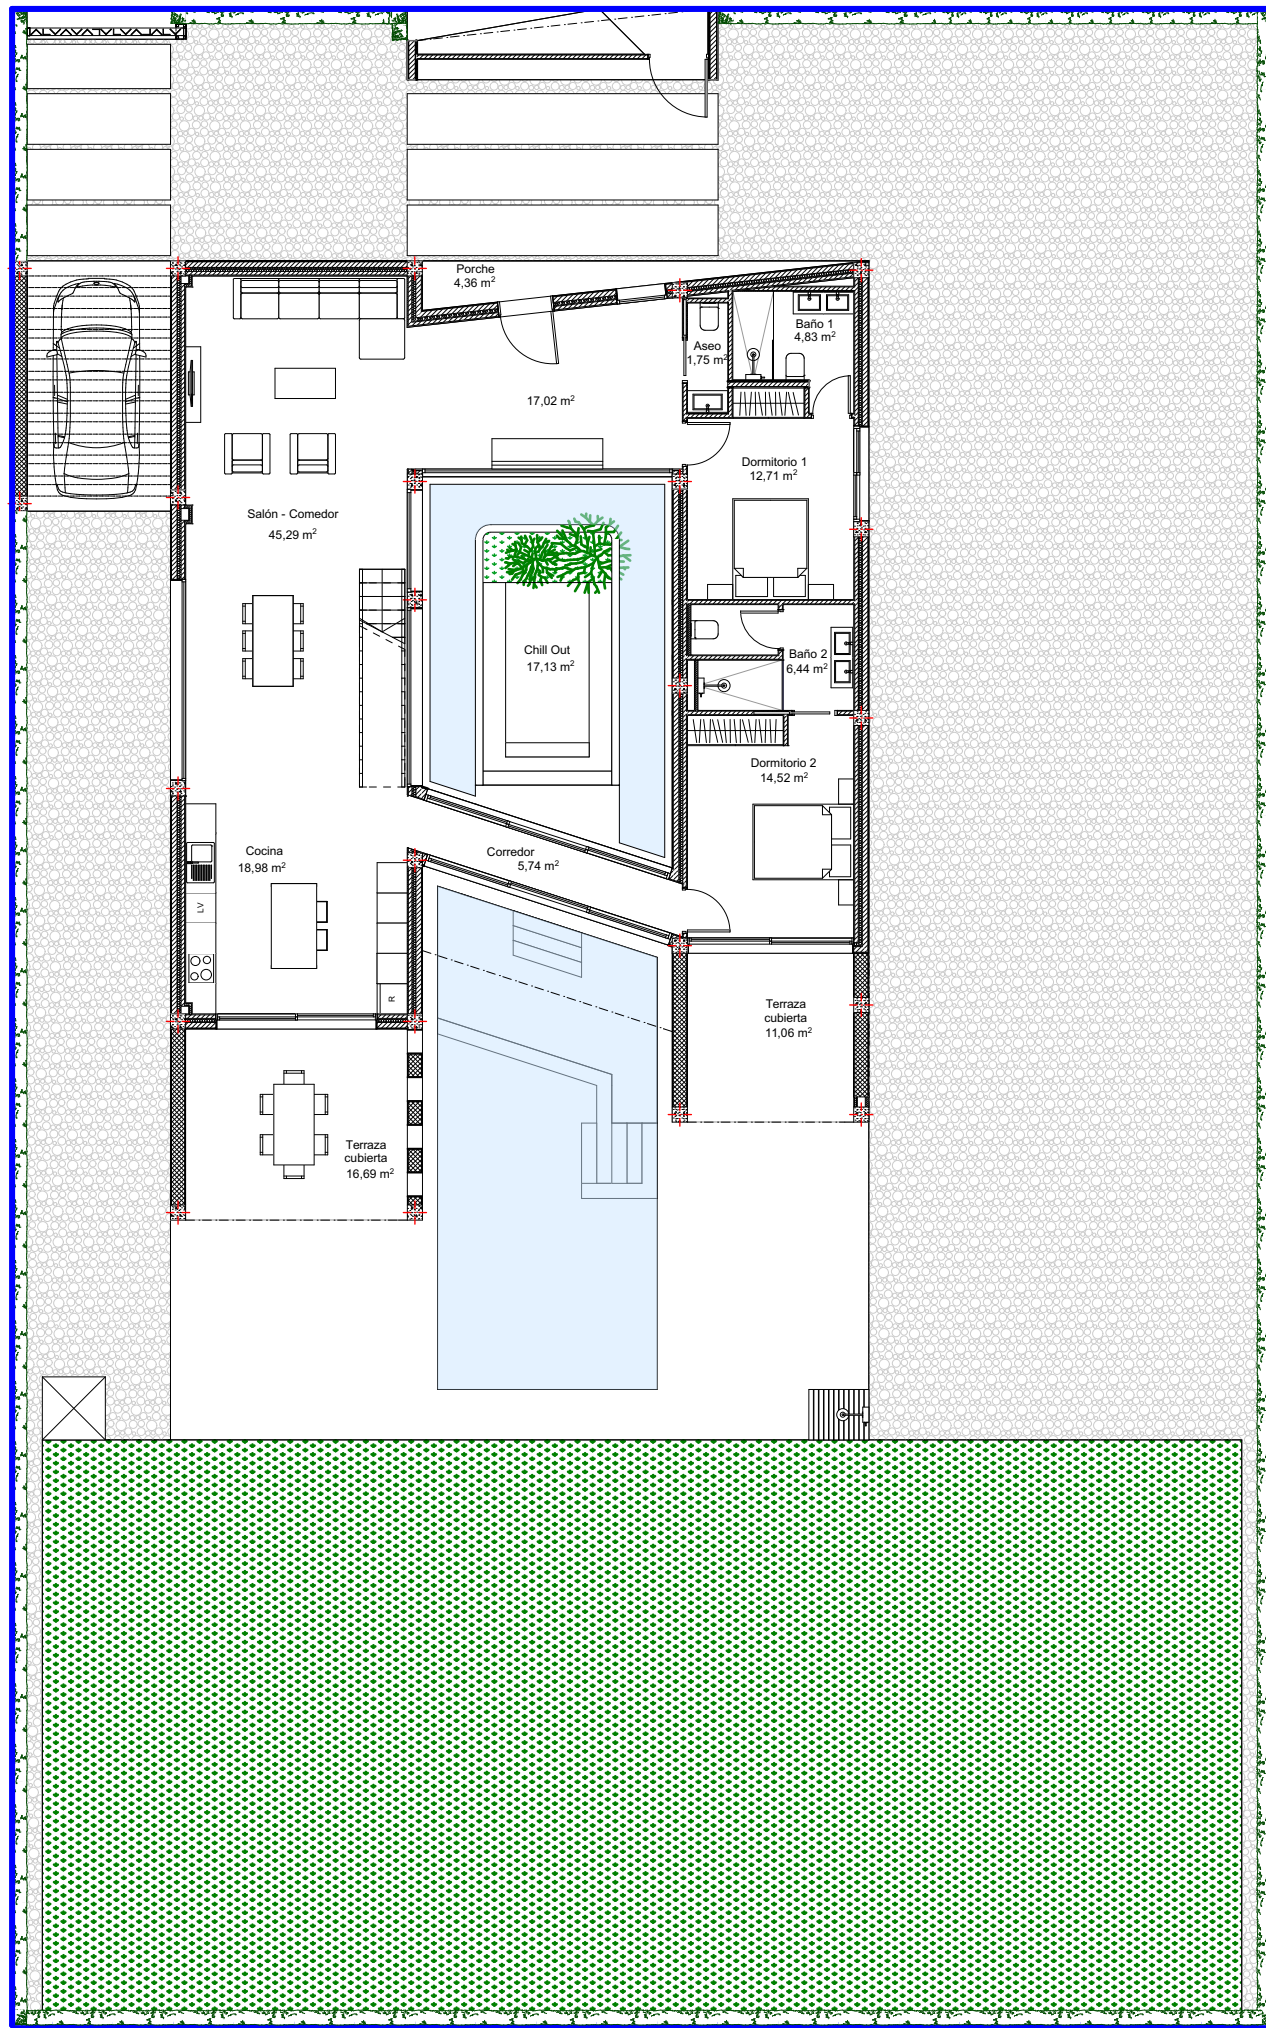 Porche
4,36 m²
Baño 1
4,83 m²
Aseo
1,75 m²
17,02 m²
Dormitorio 1
12,71 m²
Salón - Comedor
45,29 m²
Chill Out
17,13 m²
Baño 2
6,44 m²
Dormitorio 2
14,52 m²
Cocina
18,98 m²
Corredor
5,74 m²
LV
R
Terraza
cubierta
11,06 m²
Terraza
cubierta
16,69 m²